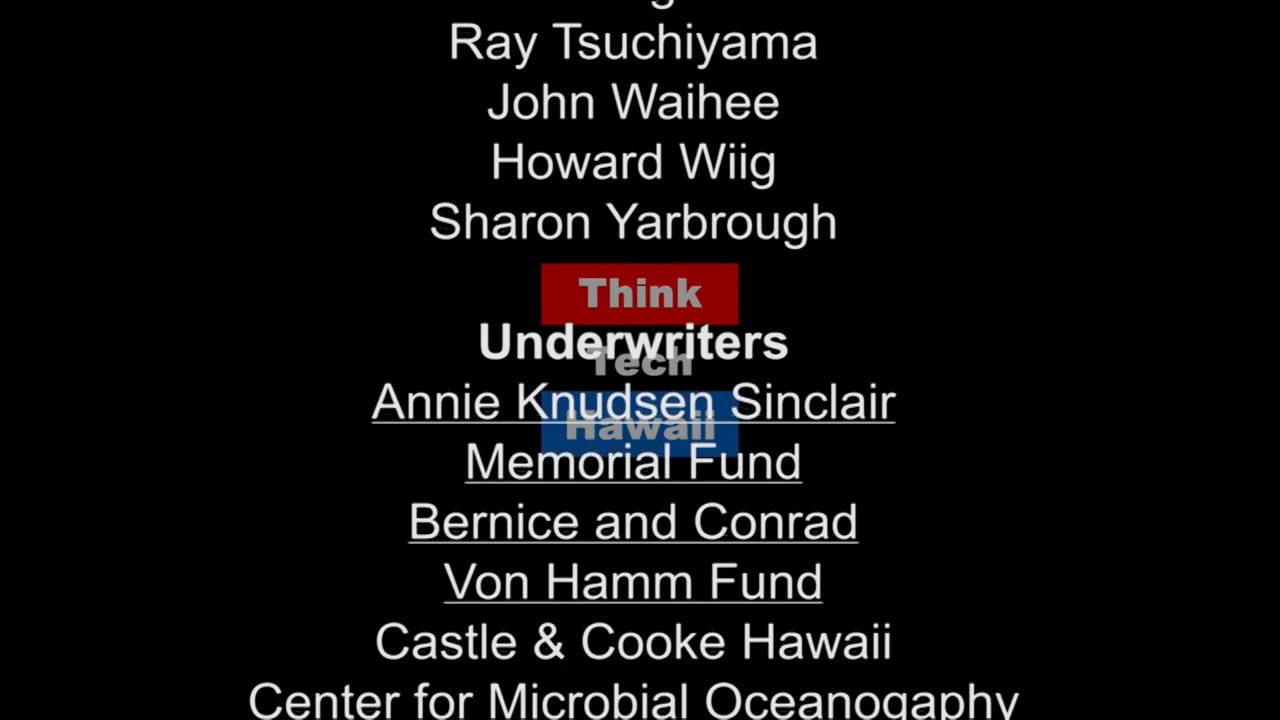 Ray Tsuchiyama
John Waihee
Howard Wiig
Sharon Yarbrough
Think
Underwriters
Tech
Annie Knudsen Sinclair
Hawaii
Memorial Fund
Bernice and Conrad
Von Hamm Fund
Castle & Cooke Hawaii
Center for Microbial Oceanogaphy